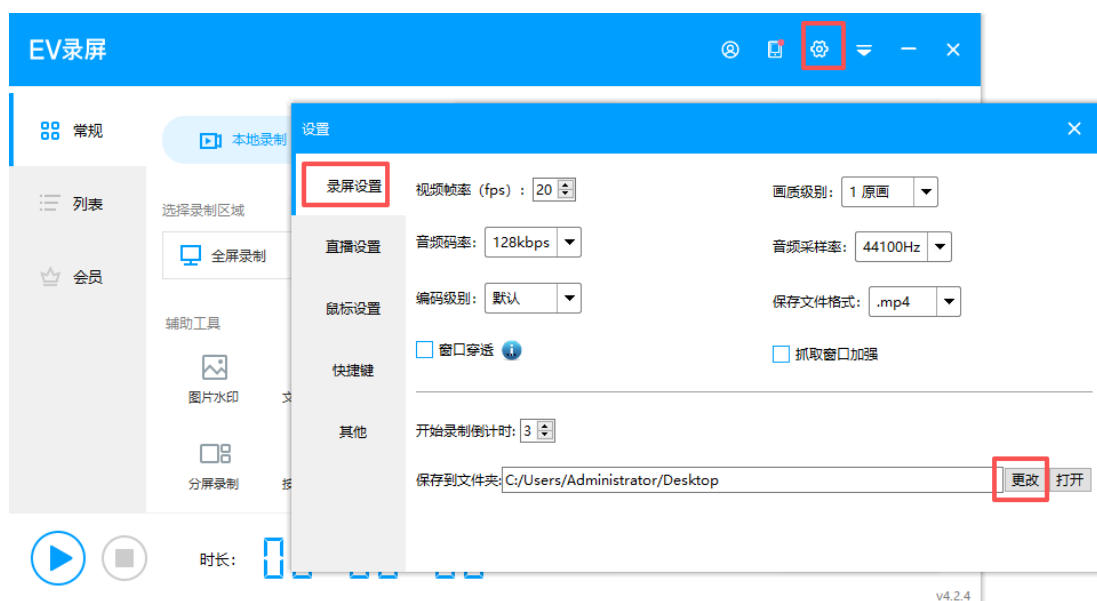 EV录屏
设置
常规
本地录制
录屏设置
视频帧率（fps）:
20
画质级别:
1 原画
列表
选择录制区域
直播设置
音频码率:
128kbps
音频采样率:
44100Hz
全屏录制
会员
鼠标设置
编码级别:
默认
保存文件格式:
.mp4
辅助工具
窗口穿透
抓取窗口加强
快捷键
图片水印
其他
开始录制倒计时:
3
分屏录制
保存到文件夹:
C:/Users/Administrator/Desktop
更改
打开
时长:
v4.2.4